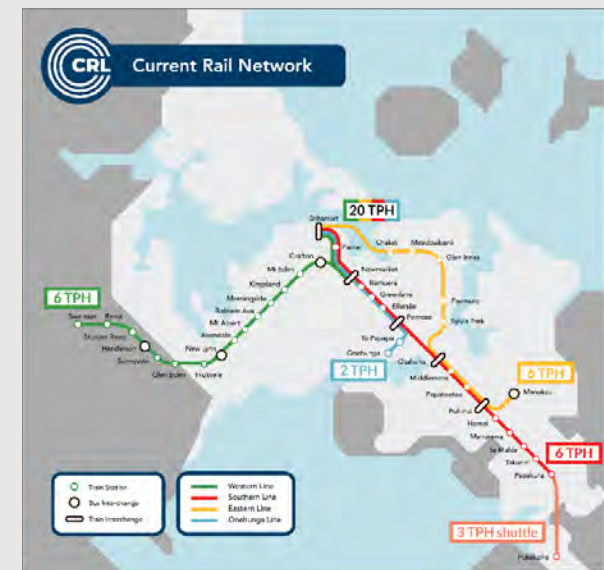 CRL
Current Rail Network
20 TPH
Britomart
Parnell
Orakei
Meadowbank
Glen Innes
Grafton
Newmarket
Mt Eden
Remuera
Kingsland
Greenlane
Panmure
Morningside
Ellerslie
6 TPH
Baldwin Ave
Penrose
Sylvia Park
Swanson
Ranui
Mt Albert
Te Papapa
Sturges Road
Avondale
Onehunga
Otahuhu
Henderson
New Lynn
2 TPH
Middlemore
6 TPH
Sunnyvale
Papatoetoe
Manukau
Glen Eden
Fruitvale
Puhinui
Homai
Manurewa
6 TPH
Te Mahia
Takanini
Papakura
Train Station
Bus Interchange
Train Interchange
Western Line
Southern Line
Eastern Line
Onehunga Line
3 TPH shuttle
Pukekohe